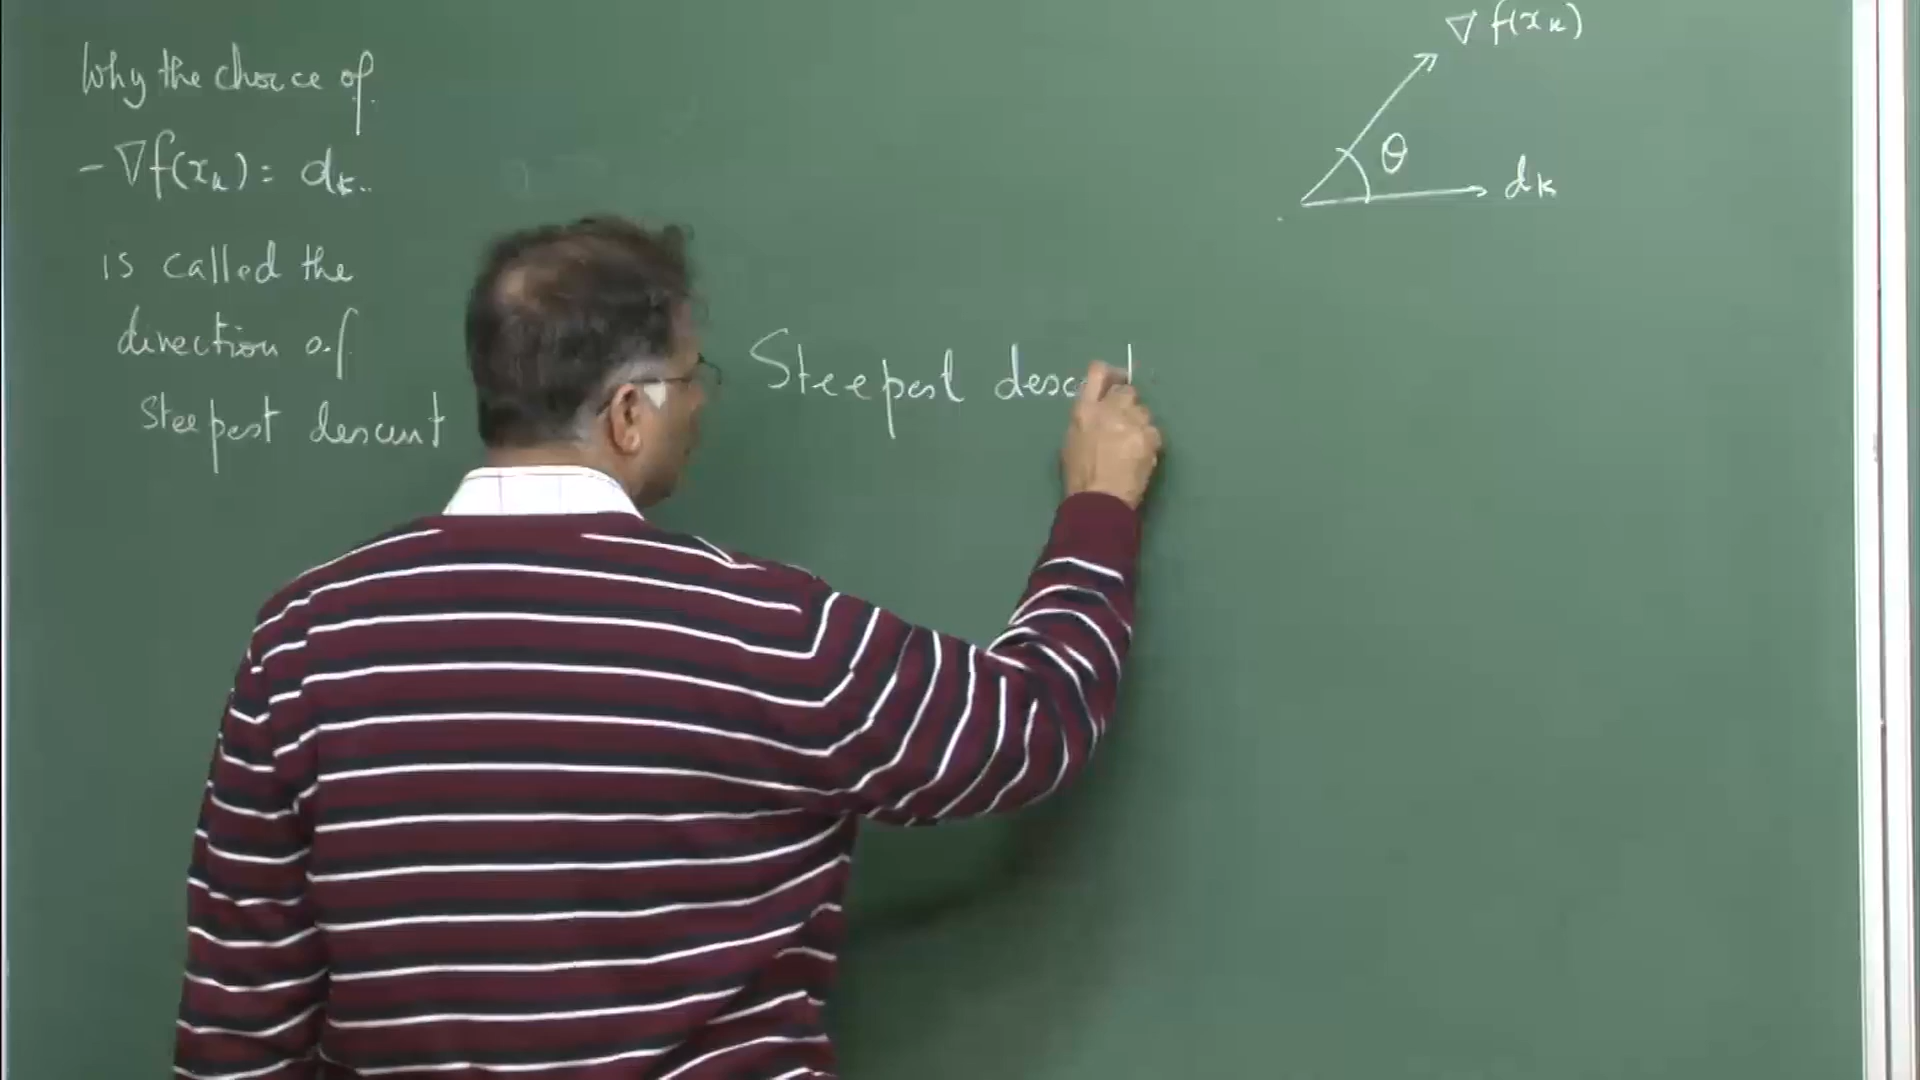 Why the choice of
- ∇f(xₖ) = dₖ.
is called the
direction of
Steepest descent
Steepest descent
∇ f(xₖ)
θ
dₖ